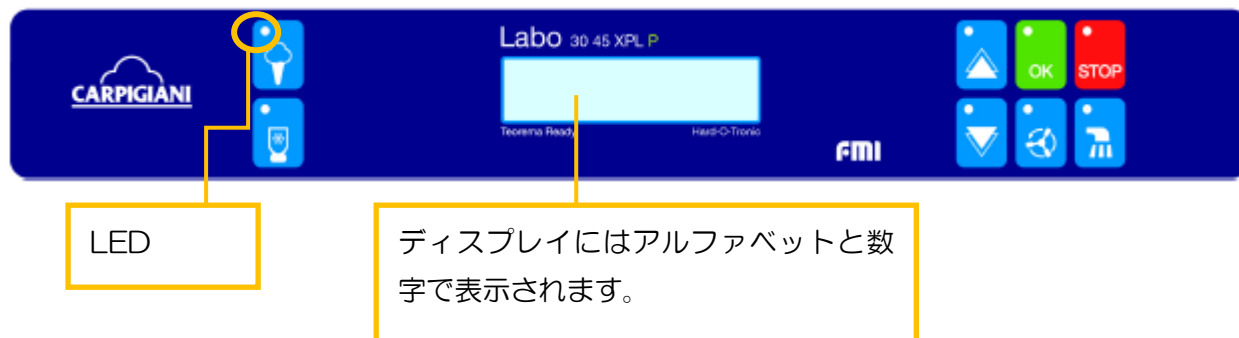 CARPIGIANI
Labo 30 45 XPL P
Teorema Ready
Hard-O-Tronic
FMI
OK
STOP
LED
ディスプレイにはアルファベットと数
字で表示されます。